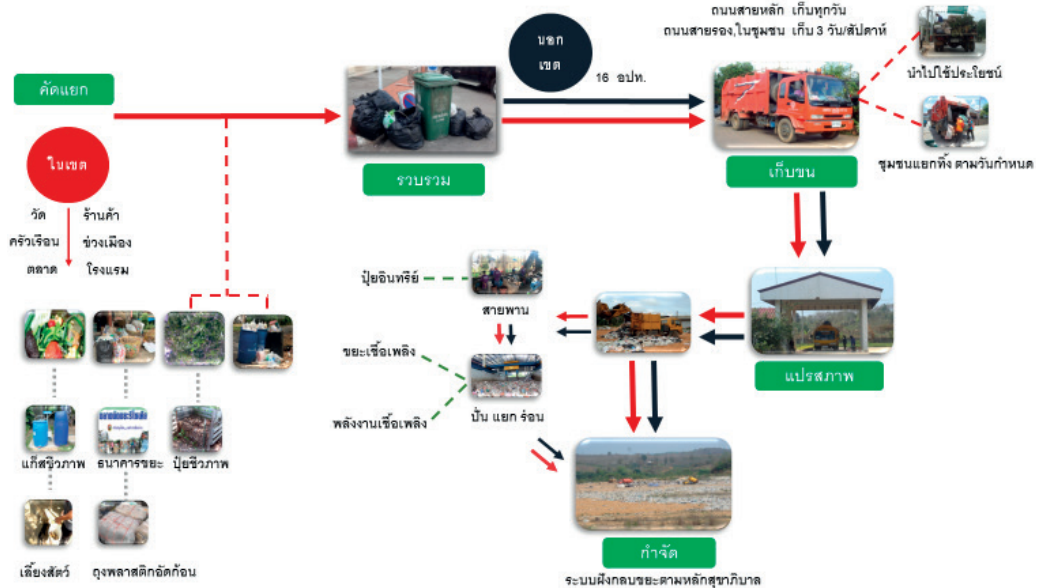 ถนนสายหลัก เก็บทุกวัน
ถนนสายรอง,ในชุมชน เก็บ 3 วัน/สัปดาห์
นอก
เขต
16 อปท.
คัดแยก
นำไปใช้ประโยชน์
ในเขต
รวบรวม
เก็บขน
ชุมชนแยกทิ้ง ตามวันกำหนด
วัด ร้านค้า
ครัวเรือน ข่วงเมือง
ตลาด โรงแรม
ปุ๋ยอินทรีย์
สายพาน
ขยะเชื้อเพลิง
แปรสภาพ
พลังงานเชื้อเพลิง
ปั่น แยก ร่อน
แก๊สชีวภาพ
ธนาคารขยะ
ปุ๋ยชีวภาพ
กำจัด
เลี้ยงสัตว์
ถุงพลาสติกอัดก้อน
ระบบฝังกลบขยะตามหลักสุขาภิบาล